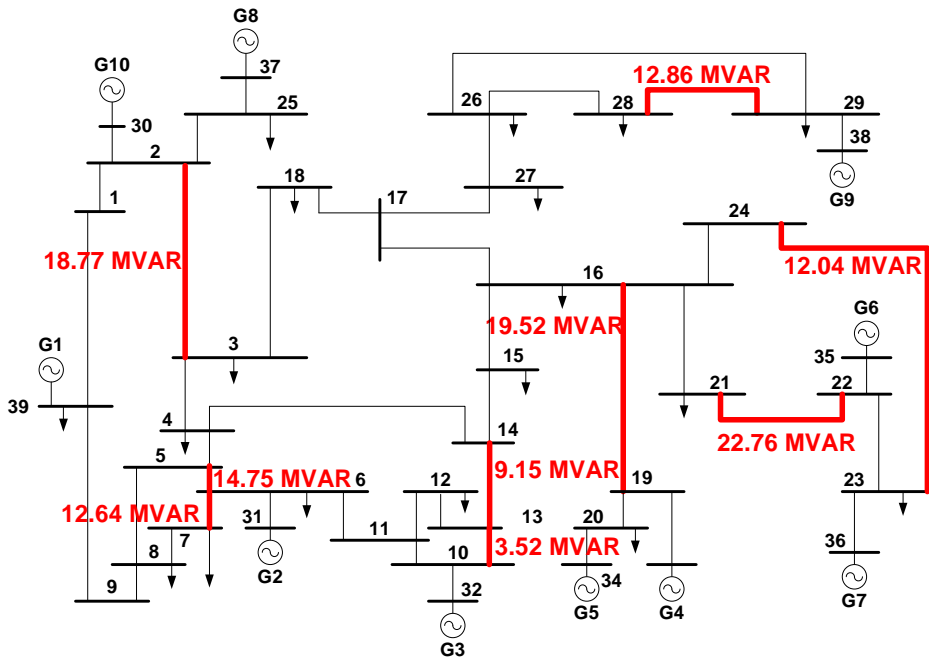 G8
G10
37
25
26
12.86 MVAR
28
29
30
38
2
18
27
17
G9
1
24
18.77 MVAR
12.04 MVAR
16
19.52 MVAR
G6
G1
3
15
35
39
21
22
4
14
22.76 MVAR
5
14.75 MVAR
6
12
9.15 MVAR
19
23
12.64 MVAR
31
13
20
7
11
3.52 MVAR
36
8
10
G2
34
9
32
G5
G4
G7
G3